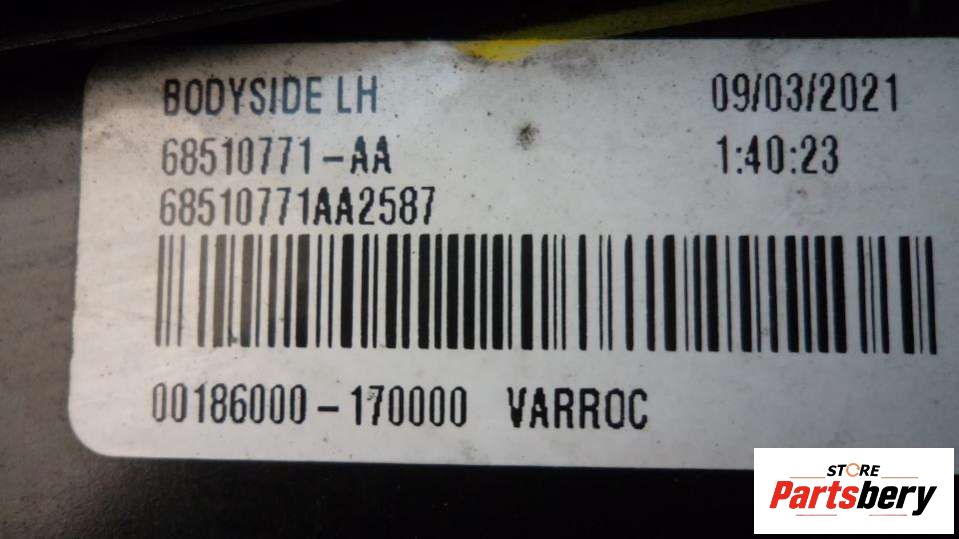 BODYSIDE LH 09/03/2021
68510771-AA 1:40:23
68510771AA2587
00186000-170000 VARROC
STORE
Partsbery